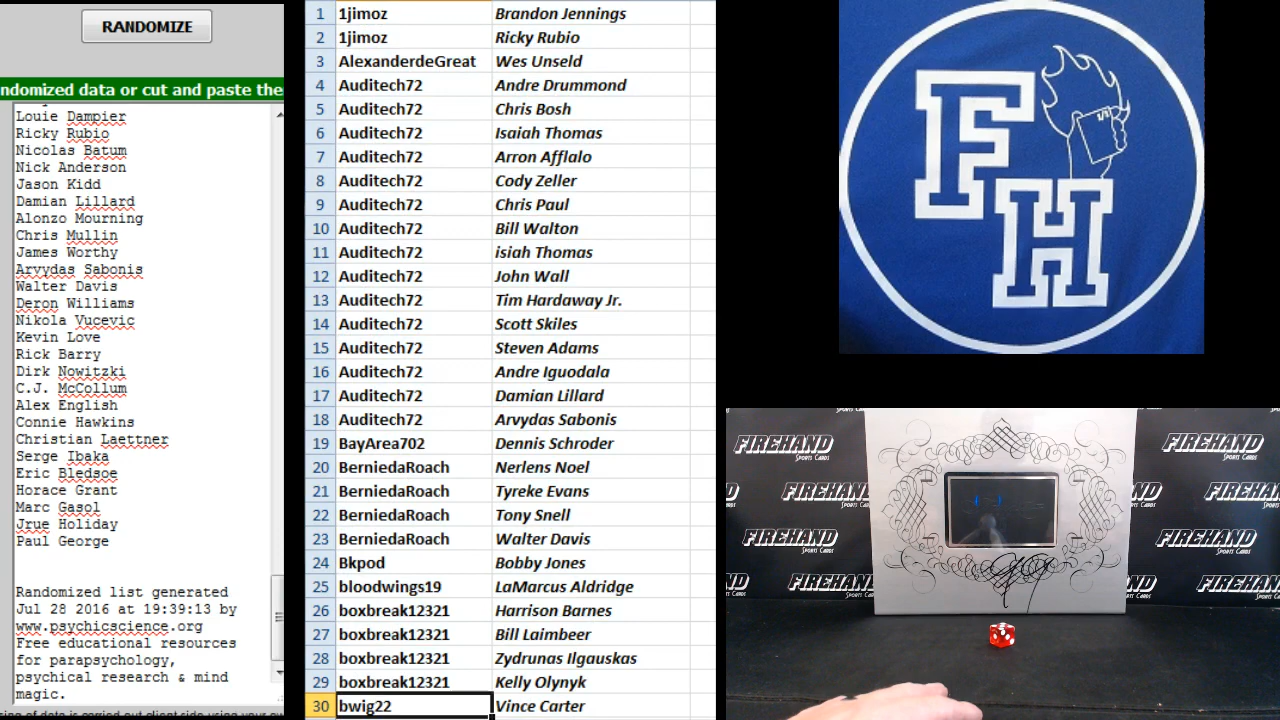 RANDOMIZE
ndomized data or cut and paste the
Louie Dampier
Ricky Rubio
Nicolas Batum
Nick Anderson
Jason Kidd
Damian Lillard
Alonzo Mourning
Chris Mullin
James Worthy
Arvydas Sabonis
Walter Davis
Deron Williams
Nikola Vucevic
Kevin Love
Rick Barry
Dirk Nowitzki
C.J. McCollum
Alex English
Connie Hawkins
Christian Laettner
Serge Ibaka
Eric Bledsoe
Horace Grant
Marc Gasol
Jrue Holiday
Paul George
Randomized list generated
Jul 28 2016 at 19:39:13 by
www.psychicscience.org
Free educational resources
for parapsychology,
psychical research & mind
magic.
1 1jimoz Brandon Jennings
2 1jimoz Ricky Rubio
3 AlexanderdeGreat Wes Unseld
4 Auditech72 Andre Drummond
5 Auditech72 Chris Bosh
6 Auditech72 Isaiah Thomas
7 Auditech72 Arron Afflalo
8 Auditech72 Cody Zeller
9 Auditech72 Chris Paul
10 Auditech72 Bill Walton
11 Auditech72 isiah Thomas
12 Auditech72 John Wall
13 Auditech72 Tim Hardaway Jr.
14 Auditech72 Scott Skiles
15 Auditech72 Steven Adams
16 Auditech72 Andre Iguodala
17 Auditech72 Damian Lillard
18 Auditech72 Arvydas Sabonis
19 BayArea702 Dennis Schroder
20 BerniedaRoach Nerlens Noel
21 BerniedaRoach Tyreke Evans
22 BerniedaRoach Tony Snell
23 BerniedaRoach Walter Davis
24 Bkpod Bobby Jones
25 bloodwings19 LaMarcus Aldridge
26 boxbreak12321 Harrison Barnes
27 boxbreak12321 Bill Laimbeer
28 boxbreak12321 Zydrunas Ilgauskas
29 boxbreak12321 Kelly Olynyk
30 bwig22 Vince Carter
FH
FIREHAND
SPORTS CARDS
FIREHAND
SPORTS CARDS